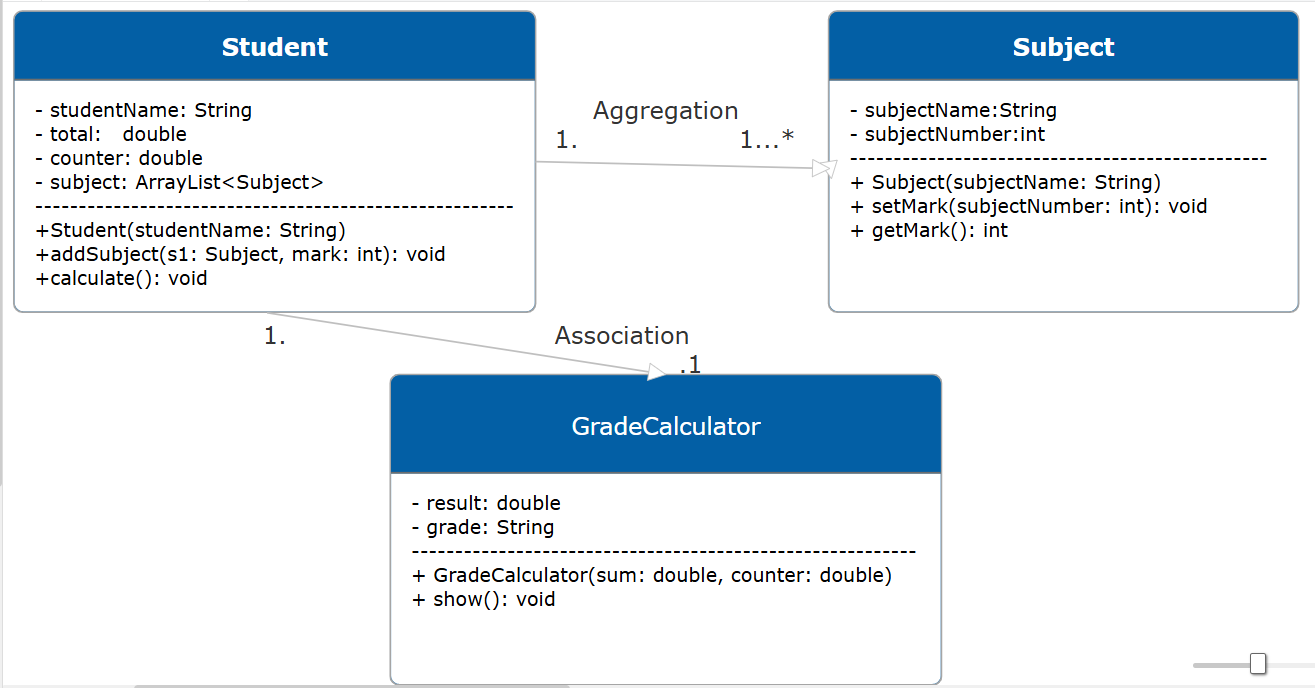 Student
- studentName: String
- total: double
- counter: double
- subject: ArrayList<Subject>
-------------------------------------------------------
+Student(studentName: String)
+addSubject(s1: Subject, mark: int): void
+calculate(): void
Aggregation
1.
1...*
Subject
- subjectName:String
- subjectNumber:int
------------------------------------------------
+ Subject(subjectName: String)
+ setMark(subjectNumber: int): void
+ getMark(): int
1.
Association
.1
GradeCalculator
- result: double
- grade: String
----------------------------------------------------------
+ GradeCalculator(sum: double, counter: double)
+ show(): void